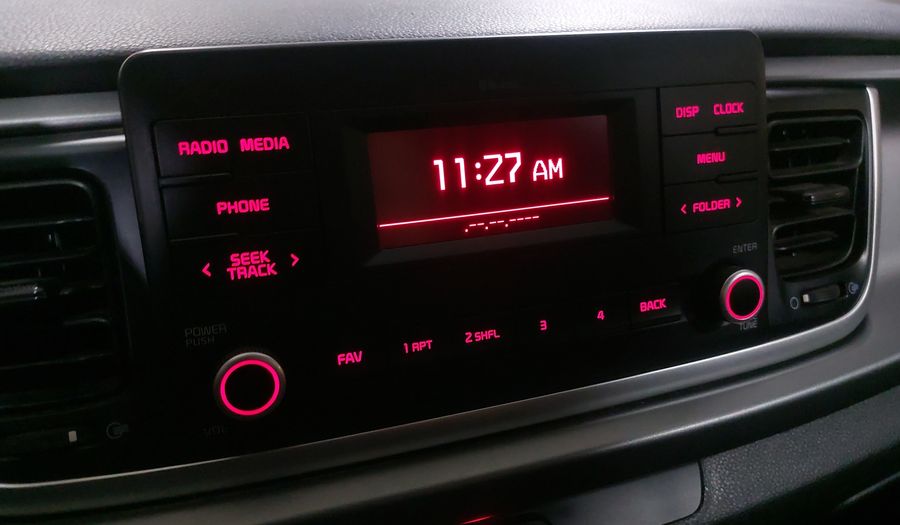 RADIO MEDIA
PHONE
< SEEK >
TRACK
POWER
PUSH
VOL
11:27 AM
.--.--.----
DISP CLOCK
MENU
< FOLDER >
ENTER
TUNE
FAV
1 RPT
2 SHFL
3
4
BACK